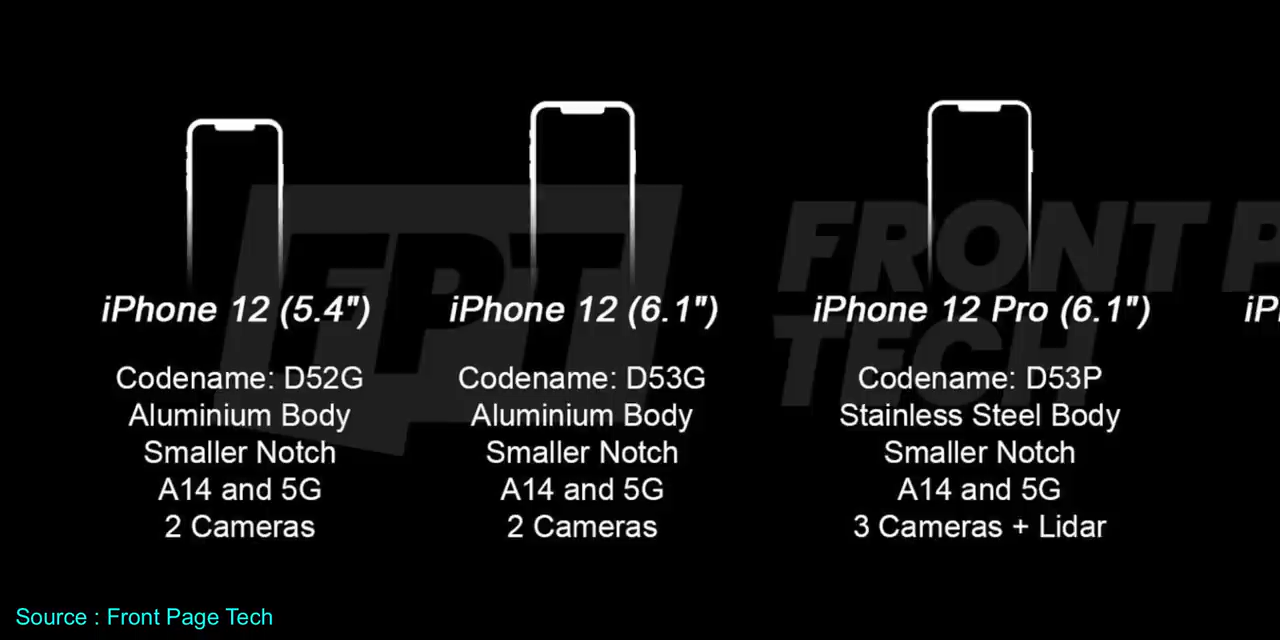 FPT
FRONT P
TECH
iPhone 12 (5.4")
Codename: D52G
Aluminium Body
Smaller Notch
A14 and 5G
2 Cameras
iPhone 12 (6.1")
Codename: D53G
Aluminium Body
Smaller Notch
A14 and 5G
2 Cameras
iPhone 12 Pro (6.1")
Codename: D53P
Stainless Steel Body
Smaller Notch
A14 and 5G
3 Cameras + Lidar
iP
Source : Front Page Tech